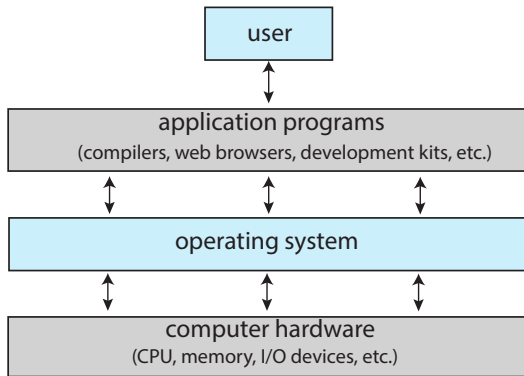 user
application programs
(compilers, web browsers, development kits, etc.)
operating system
computer hardware
(CPU, memory, I/O devices, etc.)